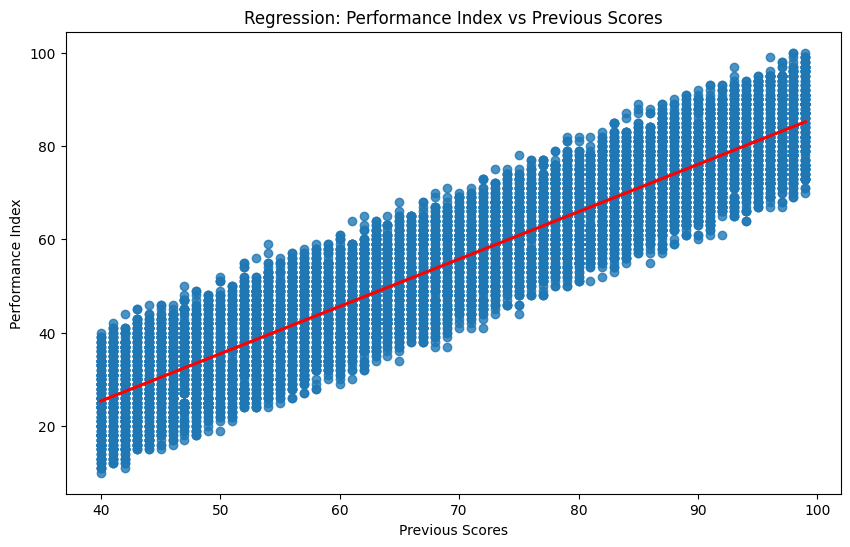 Regression: Performance Index vs Previous Scores
100
80
60
40
20
Performance Index
40 50 60 70 80 90 100
Previous Scores